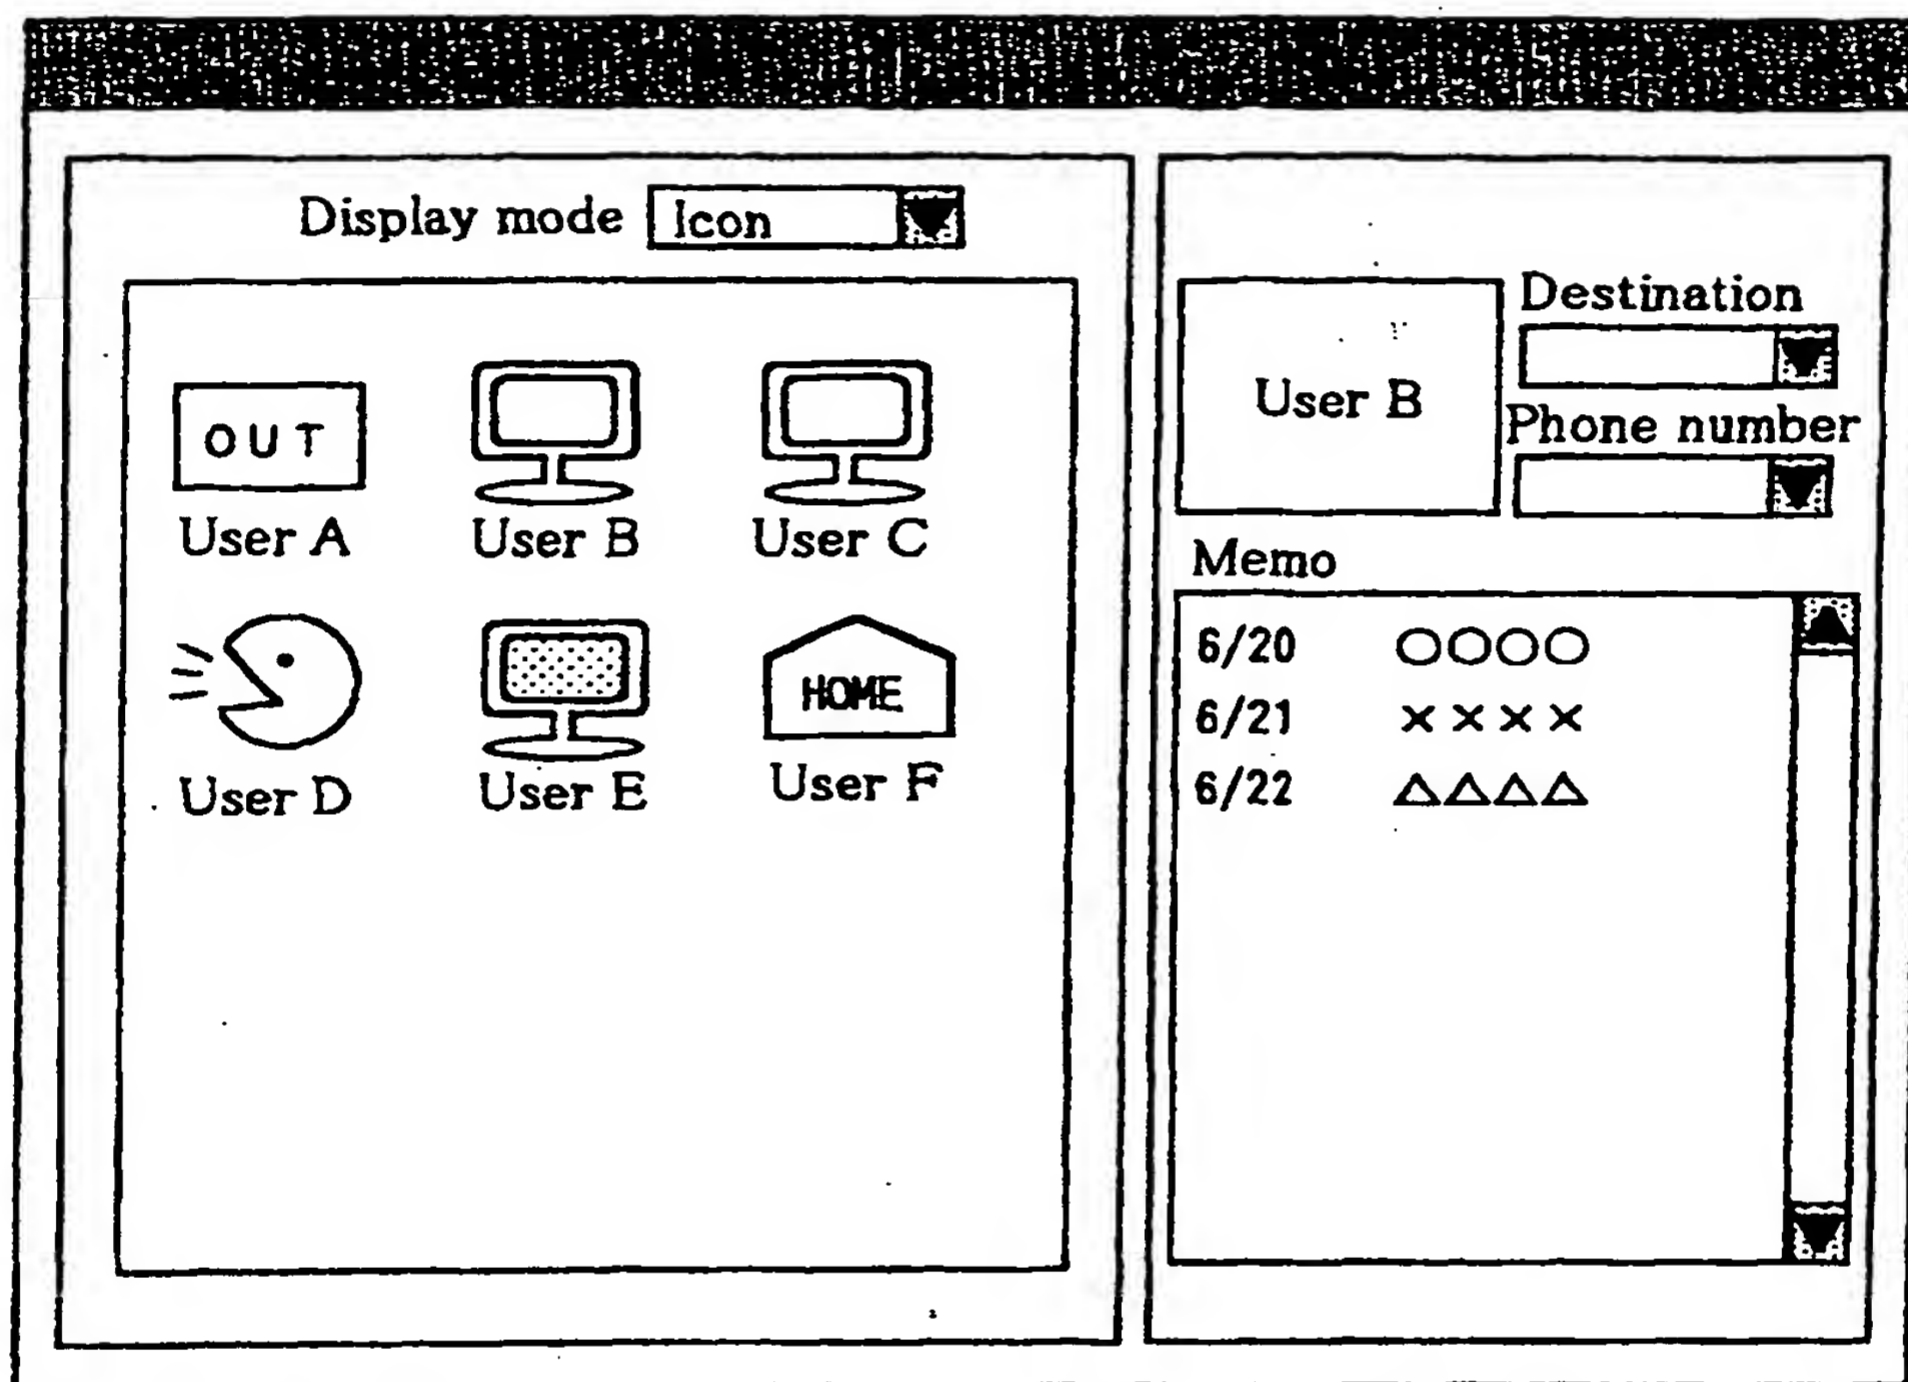 Display mode Icon
OUT
User A User B User C
HOME
User D User E User F
User B
Destination
Phone number
Memo
6/20 ○○○○
6/21 ××××
6/22 △△△△